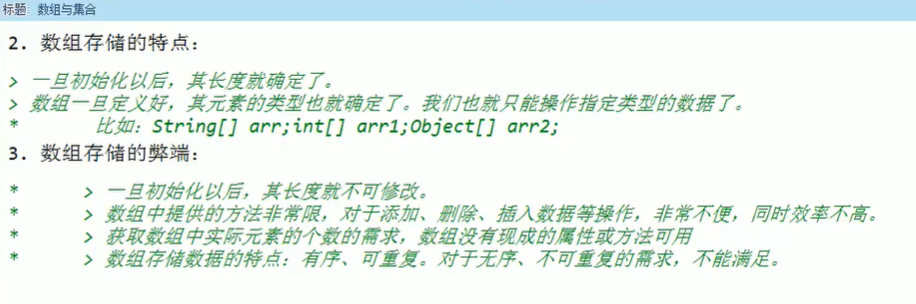 标题: 数组与集合
2. 数组存储的特点:
> 一旦初始化以后，其长度就确定了。
> 数组一旦定义好，其元素的类型也就确定了。我们也就只能操作指定类型的数据了。
* 比如：String[] arr;int[] arr1;Object[] arr2;
3. 数组存储的弊端:
* > 一旦初始化以后，其长度就不可修改。
* > 数组中提供的方法非常限，对于添加、删除、插入数据等操作，非常不便，同时效率不高。
* > 获取数组中实际元素的个数的需求，数组没有现成的属性或方法可用
* > 数组存储数据的特点：有序、可重复。对于无序、不可重复的需求，不能满足。